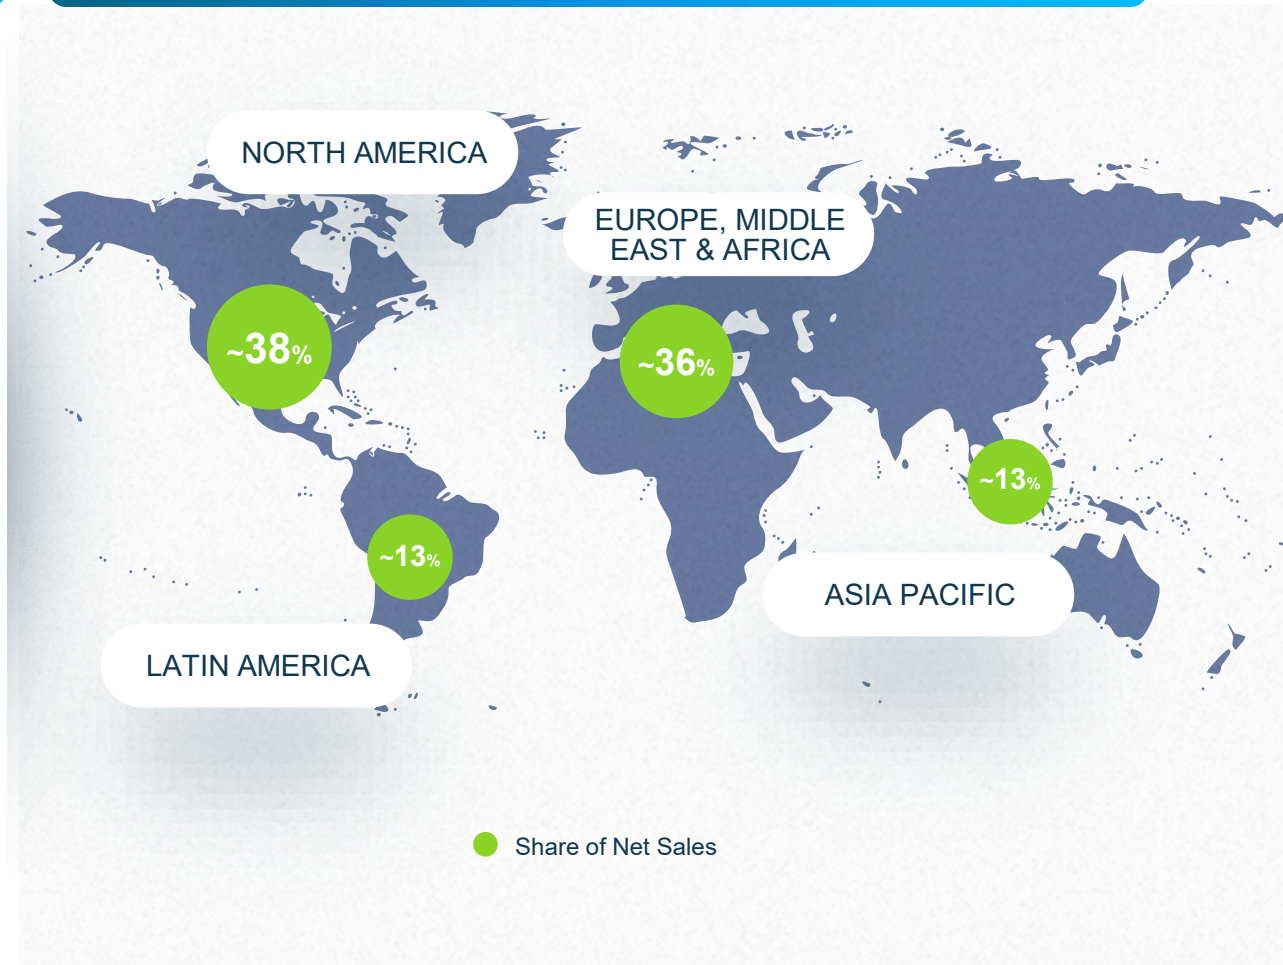 NORTH AMERICA
EUROPE, MIDDLE
EAST & AFRICA
~38%
~36%
~13%
~13%
ASIA PACIFIC
LATIN AMERICA
Share of Net Sales